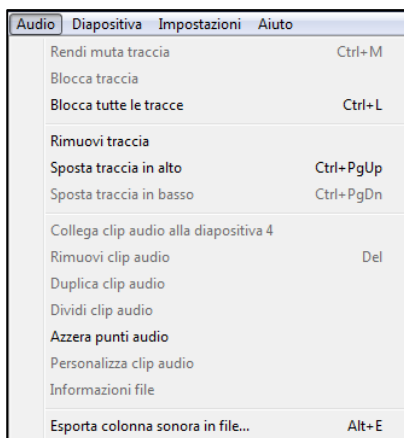 Audio Diapositiva Impostazioni Aiuto
Rendi muta traccia Ctrl+M
Blocca traccia
Blocca tutte le tracce Ctrl+L
Rimuovi traccia
Sposta traccia in alto Ctrl+PgUp
Sposta traccia in basso Ctrl+PgDn
Collega clip audio alla diapositiva 4
Rimuovi clip audio Del
Duplica clip audio
Dividi clip audio
Azzera punti audio
Personalizza clip audio
Informazioni file
Esporta colonna sonora in file... Alt+E